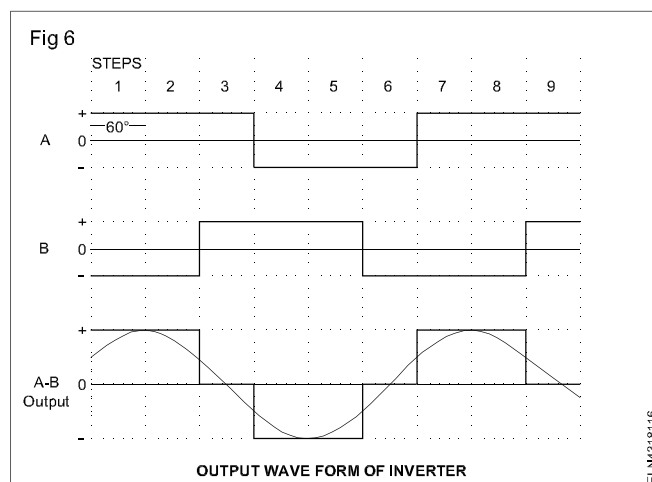 Fig 6
STEPS
1 2 3 4 5 6 7 8 9
+
60°
A 0
-
+
B 0
-
+
A-B 0
Output
-
OUTPUT WAVE FORM OF INVERTER